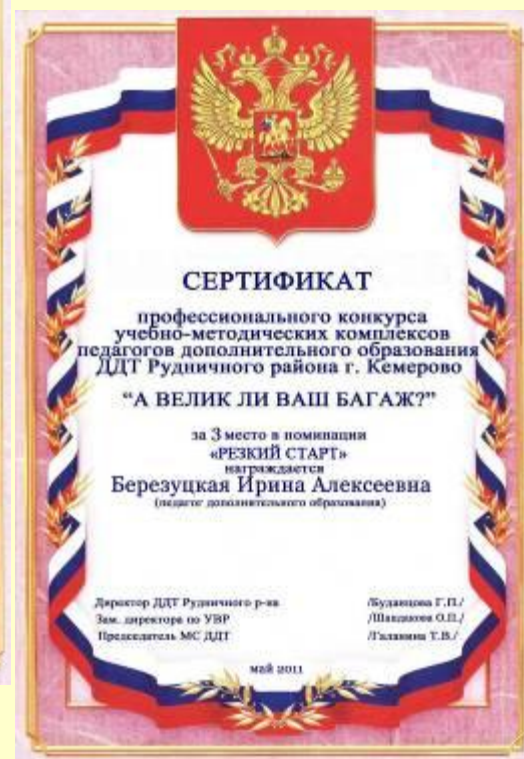 СЕРТИФИКАТ
профессионального конкурса
учебно-методических комплексов
педагогов дополнительного образования
ДДТ Рудничного района г. Кемерово
“А ВЕЛИК ЛИ ВАШ БАГАЖ?”
за 3 место в номинации
«РЕЗКИЙ СТАРТ»
награждается
Березуцкая Ирина Алексеевна
(педагог дополнительного образования)
Директор ДДТ Рудничного р-на /Буданцова Г.П./
Зам. директора по УВР О.П./
Председатель МС ДДТ /Галанина Т.В./
май 2011